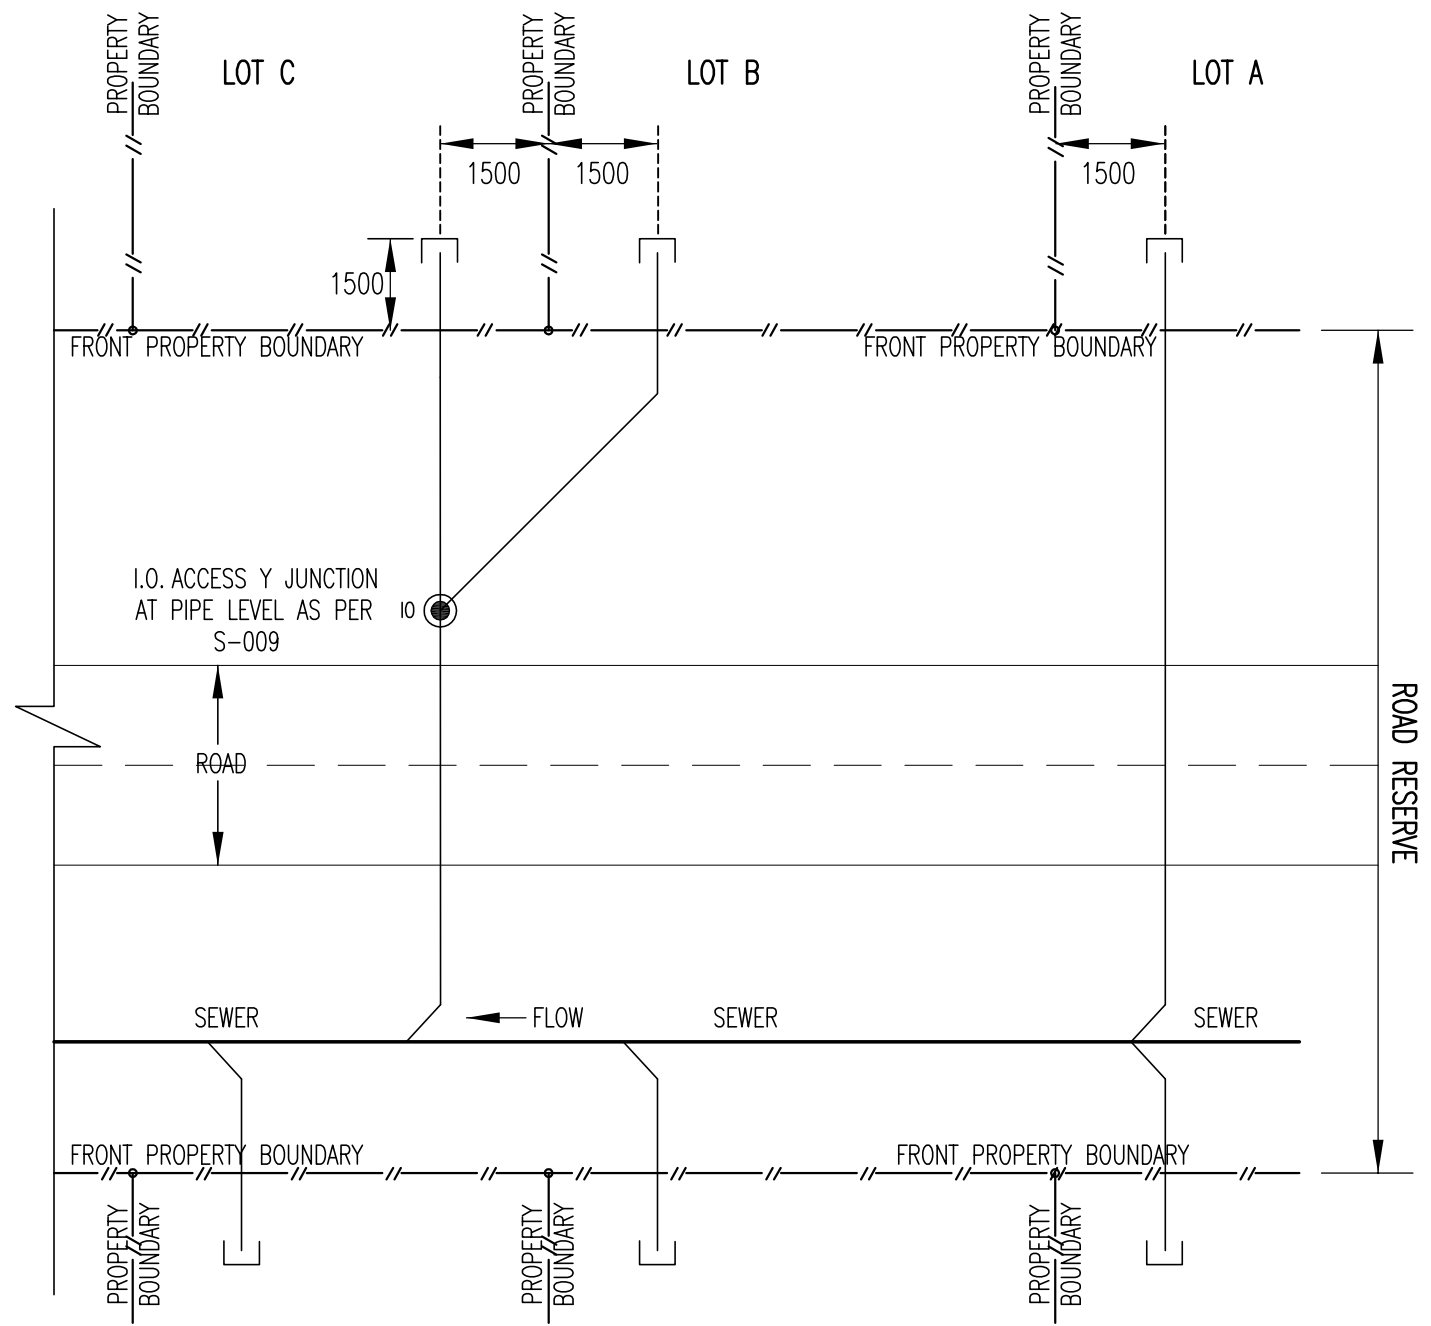 PROPERTY
BOUNDARY
LOT C
PROPERTY
BOUNDARY
LOT B
PROPERTY
BOUNDARY
LOT A
1500
1500
1500
1500
FRONT PROPERTY BOUNDARY
FRONT PROPERTY BOUNDARY
I.O. ACCESS Y JUNCTION
AT PIPE LEVEL AS PER
S-009
IO
ROAD
ROAD RESERVE
SEWER
FLOW
SEWER
SEWER
FRONT PROPERTY BOUNDARY
FRONT PROPERTY BOUNDARY
PROPERTY
BOUNDARY
PROPERTY
BOUNDARY
PROPERTY
BOUNDARY